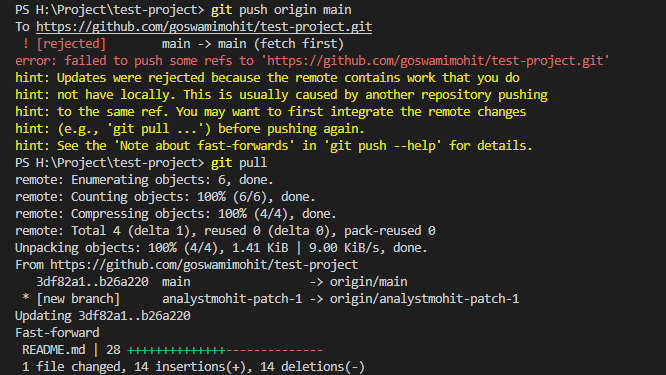 PS H:\Project\test-project> git push origin main
To https://github.com/goswamimohit/test-project.git
 ! [rejected]        main -> main (fetch first)
error: failed to push some refs to 'https://github.com/goswamimohit/test-project.git'
hint: Updates were rejected because the remote contains work that you do
hint: not have locally. This is usually caused by another repository pushing
hint: to the same ref. You may want to first integrate the remote changes
hint: (e.g., 'git pull ...') before pushing again.
hint: See the 'Note about fast-forwards' in 'git push --help' for details.
PS H:\Project\test-project> git pull
remote: Enumerating objects: 6, done.
remote: Counting objects: 100% (6/6), done.
remote: Compressing objects: 100% (4/4), done.
remote: Total 4 (delta 1), reused 0 (delta 0), pack-reused 0
Unpacking objects: 100% (4/4), 1.41 KiB | 9.00 KiB/s, done.
From https://github.com/goswamimohit/test-project
   3df82a1..b26a220  main                 -> origin/main
 * [new branch]      analystmohit-patch-1 -> origin/analystmohit-patch-1
Updating 3df82a1..b26a220
Fast-forward
 README.md | 28 ++++++++++++++--------------
 1 file changed, 14 insertions(+), 14 deletions(-)